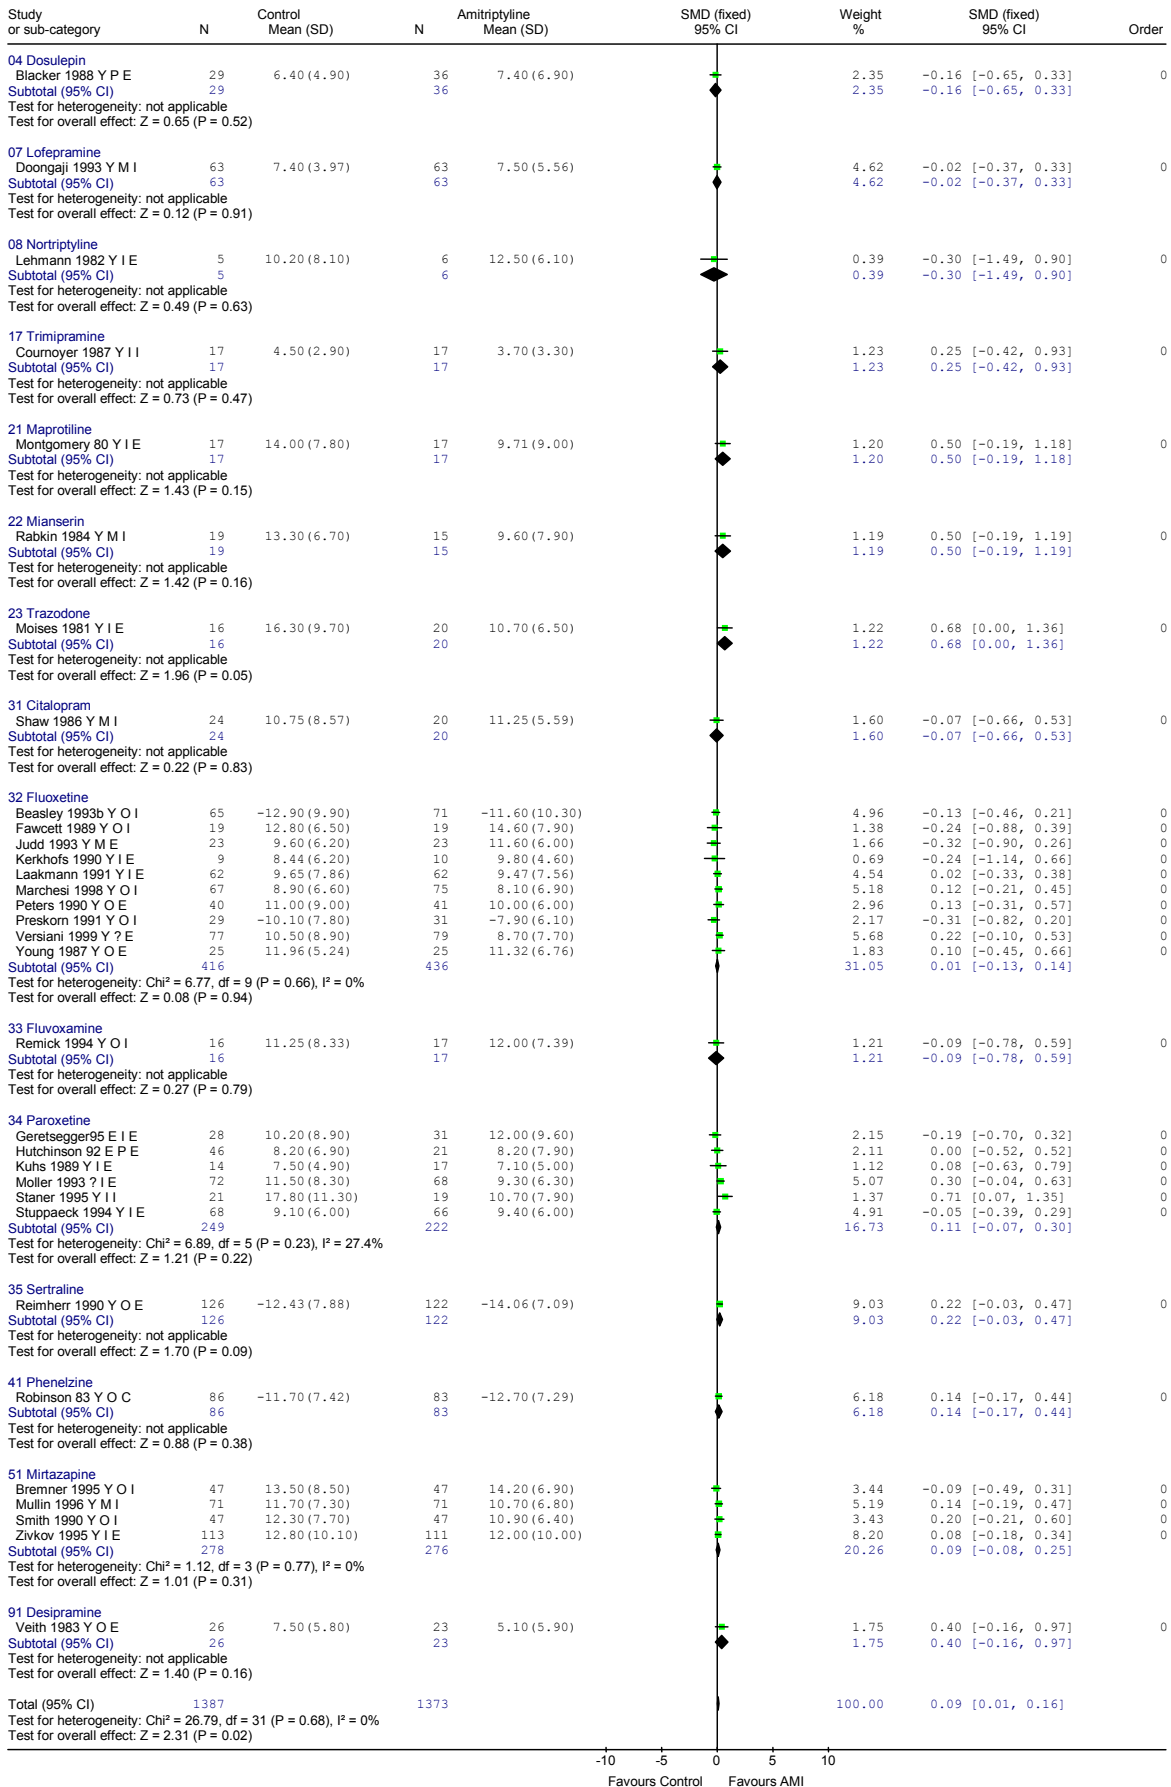 Study Control Amitriptyline SMD (fixed) Weight SMD (fixed)
or sub-category N Mean (SD) N Mean (SD) 95% CI % 95% CI Order
04 Dosulepin
Blacker 1988 Y P E 29 6.40(4.90) 36 7.40(6.90) 2.35 -0.16 [-0.65, 0.33] 0
Subtotal (95% CI) 29 36 2.35 -0.16 [-0.65, 0.33]
Test for heterogeneity: not applicable
Test for overall effect: Z = 0.65 (P = 0.52)
07 Lofepramine
Doongaji 1993 Y M I 63 7.40(3.97) 63 7.50(5.56) 4.62 -0.02 [-0.37, 0.33] 0
Subtotal (95% CI) 63 63 4.62 -0.02 [-0.37, 0.33]
Test for heterogeneity: not applicable
Test for overall effect: Z = 0.12 (P = 0.91)
08 Nortriptyline
Lehmann 1982 Y I E 5 10.20(8.10) 6 12.50(6.10) 0.39 -0.30 [-1.49, 0.90] 0
Subtotal (95% CI) 5 6 0.39 -0.30 [-1.49, 0.90]
Test for heterogeneity: not applicable
Test for overall effect: Z = 0.49 (P = 0.63)
17 Trimipramine
Cournoyer 1987 Y I I 17 4.50(2.90) 17 3.70(3.30) 1.23 0.25 [-0.42, 0.93] 0
Subtotal (95% CI) 17 17 1.23 0.25 [-0.42, 0.93]
Test for heterogeneity: not applicable
Test for overall effect: Z = 0.73 (P = 0.47)
21 Maprotiline
Montgomery 80 Y I E 17 14.00(7.80) 17 9.71(9.00) 1.20 0.50 [-0.19, 1.18] 0
Subtotal (95% CI) 17 17 1.20 0.50 [-0.19, 1.18]
Test for heterogeneity: not applicable
Test for overall effect: Z = 1.43 (P = 0.15)
22 Mianserin
Rabkin 1984 Y M I 19 13.30(6.70) 15 9.60(7.90) 1.19 0.50 [-0.19, 1.19] 0
Subtotal (95% CI) 19 15 1.19 0.50 [-0.19, 1.19]
Test for heterogeneity: not applicable
Test for overall effect: Z = 1.42 (P = 0.16)
23 Trazodone
Moises 1981 Y I E 16 16.30(9.70) 20 10.70(6.50) 1.22 0.68 [0.00, 1.36] 0
Subtotal (95% CI) 16 20 1.22 0.68 [0.00, 1.36]
Test for heterogeneity: not applicable
Test for overall effect: Z = 1.96 (P = 0.05)
31 Citalopram
Shaw 1986 Y M I 24 10.75(8.57) 20 11.25(5.59) 1.60 -0.07 [-0.66, 0.53] 0
Subtotal (95% CI) 24 20 1.60 -0.07 [-0.66, 0.53]
Test for heterogeneity: not applicable
Test for overall effect: Z = 0.22 (P = 0.83)
32 Fluoxetine
Beasley 1993b Y O I 65 -12.90(9.90) 71 -11.60(10.30) 4.96 -0.13 [-0.46, 0.21] 0
Fawcett 1989 Y O I 19 12.80(6.50) 19 14.60(7.90) 1.38 -0.24 [-0.88, 0.39] 0
Judd 1993 Y M E 23 9.60(6.20) 23 11.60(6.00) 1.66 -0.32 [-0.90, 0.26] 0
Kerkhofs 1990 Y I E 9 8.44(6.20) 10 9.80(4.60) 0.69 -0.24 [-1.14, 0.66] 0
Laakmann 1991 Y I E 62 9.65(7.86) 62 9.47(7.56) 4.54 0.02 [-0.33, 0.38] 0
Marchesi 1998 Y O I 67 8.90(6.60) 75 8.10(6.90) 5.18 0.12 [-0.21, 0.45] 0
Peters 1990 Y O E 40 11.00(9.00) 41 10.00(6.00) 2.96 0.13 [-0.31, 0.57] 0
Preskorn 1991 Y O I 29 -10.10(7.80) 31 -7.90(6.10) 2.17 -0.31 [-0.82, 0.20] 0
Versiani 1999 Y ? E 77 10.50(8.90) 79 8.70(7.70) 5.68 0.22 [-0.10, 0.53] 0
Young 1987 Y O E 25 11.96(5.24) 25 11.32(6.76) 1.83 0.10 [-0.45, 0.66] 0
Subtotal (95% CI) 416 436 31.05 0.01 [-0.13, 0.14]
Test for heterogeneity: Chi² = 6.77, df = 9 (P = 0.66), I² = 0%
Test for overall effect: Z = 0.08 (P = 0.94)
33 Fluvoxamine
Remick 1994 Y O I 16 11.25(8.33) 17 12.00(7.39) 1.21 -0.09 [-0.78, 0.59] 0
Subtotal (95% CI) 16 17 1.21 -0.09 [-0.78, 0.59]
Test for heterogeneity: not applicable
Test for overall effect: Z = 0.27 (P = 0.79)
34 Paroxetine
Geretsegger95 E I E 28 10.20(8.90) 31 12.00(9.60) 2.15 -0.19 [-0.70, 0.32] 0
Hutchinson 92 E P E 46 8.20(6.90) 21 8.20(7.90) 2.11 0.00 [-0.52, 0.52] 0
Kuhs 1989 Y I E 14 7.50(4.90) 17 7.10(5.00) 1.12 0.08 [-0.63, 0.79] 0
Moller 1993 ? I E 72 11.50(8.30) 68 9.30(6.30) 5.07 0.30 [-0.04, 0.63] 0
Staner 1995 Y I I 21 17.80(11.30) 19 10.70(7.90) 1.37 0.71 [0.07, 1.35] 0
Stuppaeck 1994 Y I E 68 9.10(6.00) 66 9.40(6.00) 4.91 -0.05 [-0.39, 0.29] 0
Subtotal (95% CI) 249 222 16.73 0.11 [-0.07, 0.30]
Test for heterogeneity: Chi² = 6.89, df = 5 (P = 0.23), I² = 27.4%
Test for overall effect: Z = 1.21 (P = 0.22)
35 Sertraline
Reimherr 1990 Y O E 126 -12.43(7.88) 122 -14.06(7.09) 9.03 0.22 [-0.03, 0.47] 0
Subtotal (95% CI) 126 122 9.03 0.22 [-0.03, 0.47]
Test for heterogeneity: not applicable
Test for overall effect: Z = 1.70 (P = 0.09)
41 Phenelzine
Robinson 83 Y O C 86 -11.70(7.42) 83 -12.70(7.29) 6.18 0.14 [-0.17, 0.44] 0
Subtotal (95% CI) 86 83 6.18 0.14 [-0.17, 0.44]
Test for heterogeneity: not applicable
Test for overall effect: Z = 0.88 (P = 0.38)
51 Mirtazapine
Bremner 1995 Y O I 47 13.50(8.50) 47 14.20(6.90) 3.44 -0.09 [-0.49, 0.31] 0
Mullin 1996 Y M I 71 11.70(7.30) 71 10.70(6.80) 5.19 0.14 [-0.19, 0.47] 0
Smith 1990 Y O I 47 12.30(7.70) 47 10.90(6.40) 3.43 0.20 [-0.21, 0.60] 0
Zivkov 1995 Y I E 113 12.80(10.10) 111 12.00(10.00) 8.20 0.08 [-0.18, 0.34] 0
Subtotal (95% CI) 278 276 20.26 0.09 [-0.08, 0.25]
Test for heterogeneity: Chi² = 1.12, df = 3 (P = 0.77), I² = 0%
Test for overall effect: Z = 1.01 (P = 0.31)
91 Desipramine
Veith 1983 Y O E 26 7.50(5.80) 23 5.10(5.90) 1.75 0.40 [-0.16, 0.97] 0
Subtotal (95% CI) 26 23 1.75 0.40 [-0.16, 0.97]
Test for heterogeneity: not applicable
Test for overall effect: Z = 1.40 (P = 0.16)
Total (95% CI) 1387 1373 100.00 0.09 [0.01, 0.16]
Test for heterogeneity: Chi² = 26.79, df = 31 (P = 0.68), I² = 0%
Test for overall effect: Z = 2.31 (P = 0.02)
-10 -5 0 5 10
Favours Control Favours AMI